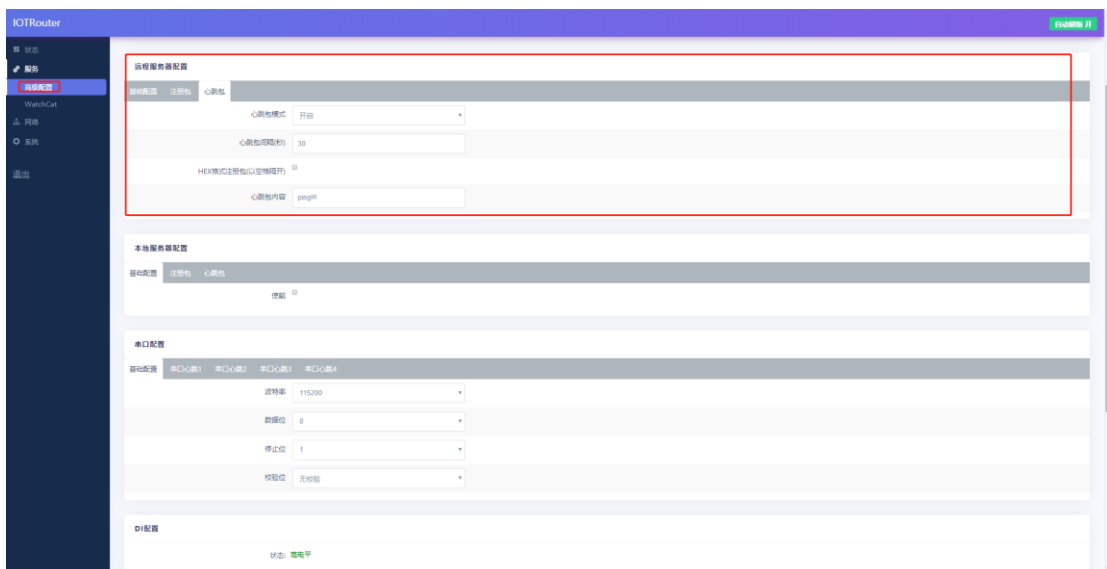 IOTRouter
自动刷新 开
状态
服务
高级配置
WatchCat
网络
系统
退出
远程服务器配置
基础配置 注册包 心跳包
心跳包模式 开启
心跳包间隔(秒) 30
HEX格式注册包(以空格隔开)
心跳包内容 ping!!!
本地服务器配置
基础配置 注册包 心跳包
使能
串口配置
基础配置 串口心跳1 串口心跳2 串口心跳3 串口心跳4
波特率 115200
数据位 8
停止位 1
校验位 无校验
DI配置
状态: 高电平